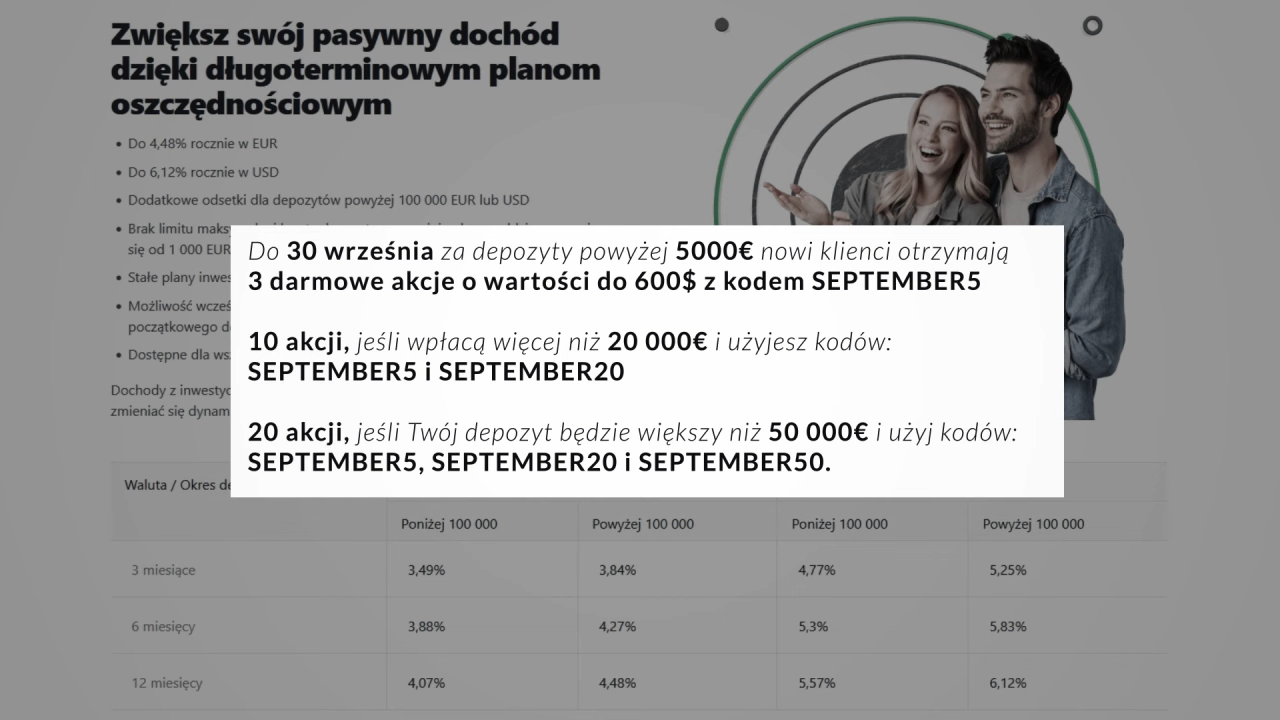 Zwiększ swój pasywny dochód
dzięki długoterminowym planom
oszczędnościowym
• Do 4,48% rocznie w EUR
• Do 6,12% rocznie w USD
• Dodatkowe odsetki dla depozytów powyżej 100 000 EUR lub USD
• Brak limitu
się od 1 000 EUR
• Stałe plany
• Możliwość
początkowego
• Dostępne dla
Dochody z
zmieniać się
Do 30 września za depozyty powyżej 5000€ nowi klienci otrzymają
3 darmowe akcje o wartości do 600$ z kodem SEPTEMBER5
10 akcji, jeśli wpłacą więcej niż 20 000€ i użyjesz kodów:
SEPTEMBER5 i SEPTEMBER20
20 akcji, jeśli Twój depozyt będzie większy niż 50 000€ i użyj kodów:
SEPTEMBER5, SEPTEMBER20 i SEPTEMBER50.
Waluta / Okres
Poniżej 100 000 Powyżej 100 000 Poniżej 100 000 Powyżej 100 000
3 miesiące 3,49% 3,84% 4,77% 5,25%
6 miesięcy 3,88% 4,27% 5,3% 5,83%
12 miesięcy 4,07% 4,48% 5,57% 6,12%